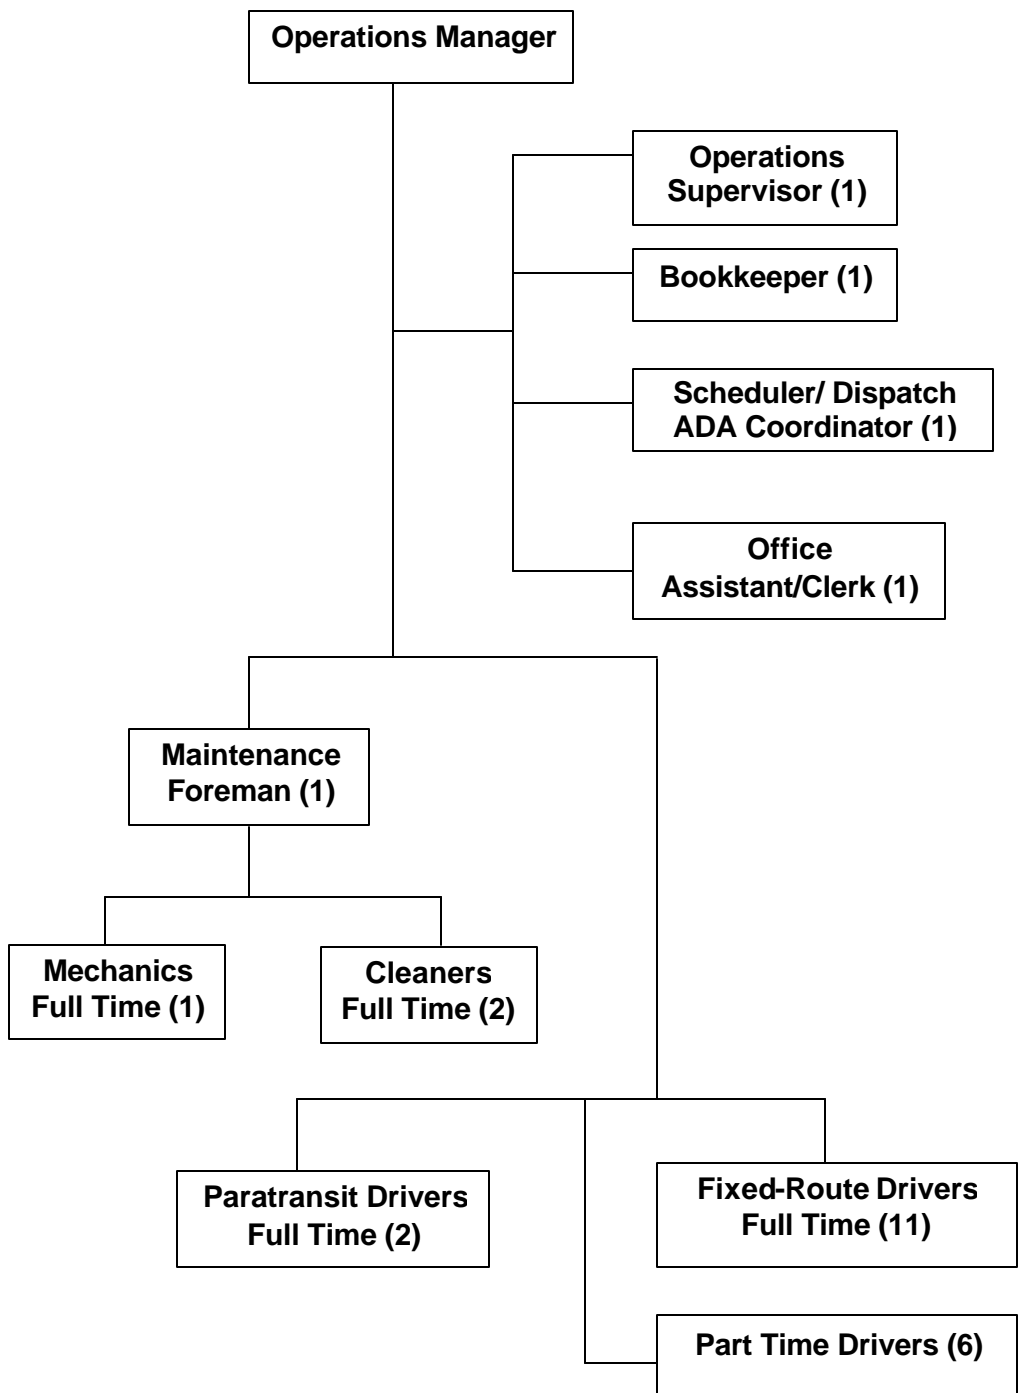 Operations Manager
Operations
Supervisor (1)
Bookkeeper (1)
Scheduler/ Dispatch
ADA Coordinator (1)
Office
Assistant/Clerk (1)
Maintenance
Foreman (1)
Mechanics
Full Time (1)
Cleaners
Full Time (2)
Paratransit Drivers
Full Time (2)
Fixed-Route Drivers
Full Time (11)
Part Time Drivers (6)